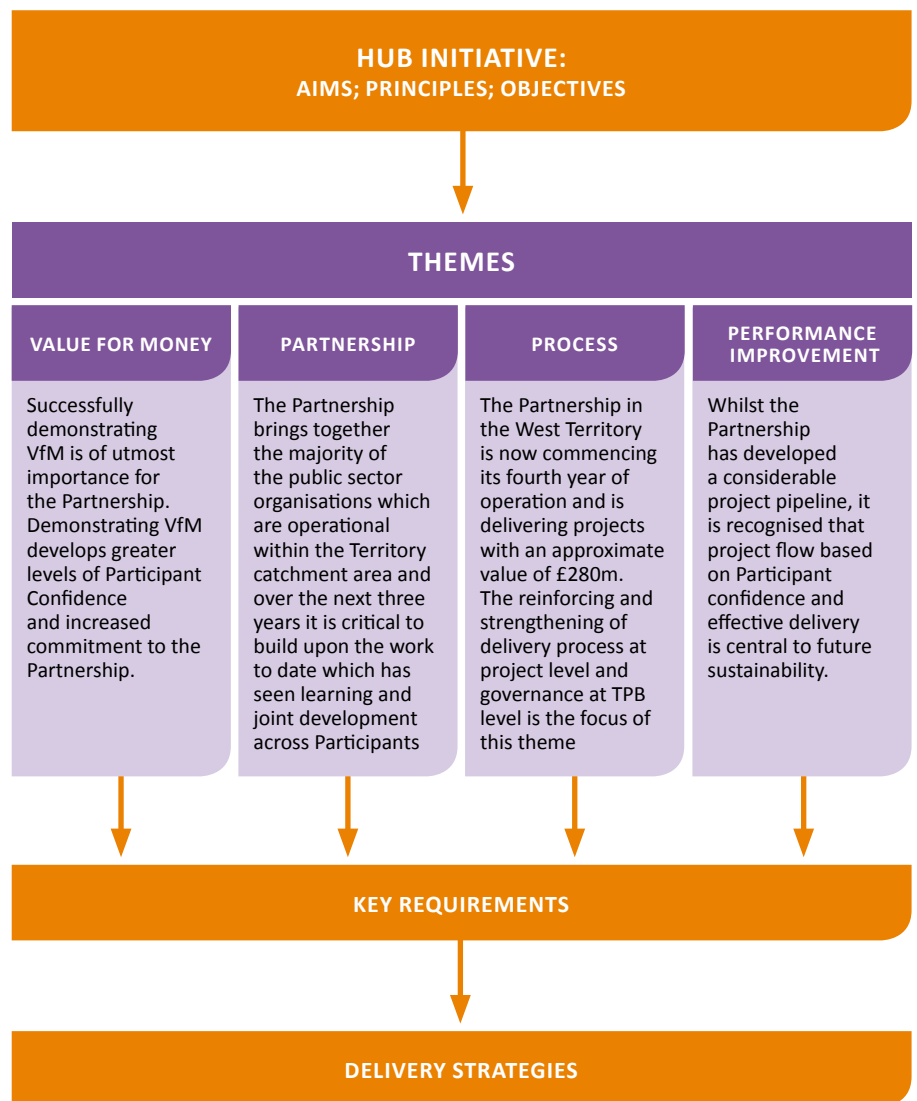 HUB INITIATIVE:
AIMS; PRINCIPLES; OBJECTIVES
THEMES
VALUE FOR MONEY
Successfully
demonstrating
VfM is of utmost
importance for
the Partnership.
Demonstrating VfM
develops greater
levels of Participant
Confidence
and increased
commitment to the
Partnership.
PARTNERSHIP
The Partnership
brings together
the majority of
the public sector
organisations which
are operational
within the Territory
catchment area and
over the next three
years it is critical to
build upon the work
to date which has
seen learning and
joint development
across Participants
PROCESS
The Partnership in
the West Territory
is now commencing
its fourth year of
operation and is
delivering projects
with an approximate
value of £280m.
The reinforcing and
strengthening of
delivery process at
project level and
governance at TPB
level is the focus of
this theme
PERFORMANCE
IMPROVEMENT
Whilst the
Partnership
has developed
a considerable
project pipeline, it
is recognised that
project flow based
on Participant
confidence and
effective delivery
is central to future
sustainability.
KEY REQUIREMENTS
DELIVERY STRATEGIES